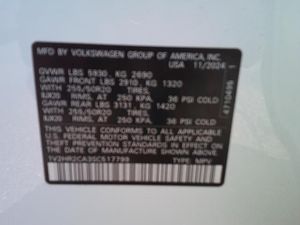 MFD BY VOLKSWAGEN GROUP OF AMERICA, INC.
USA 11/2024
GVWR LBS 5930, KG 2690
GAWR FRONT LBS 2910, KG 1320
WITH 255/50R20 TIRES,
8JX20 RIMS, AT 250 KPA, 36 PSI COLD
GAWR REAR LBS 3131, KG 1420
WITH 255/50R20 TIRES,
8JX20 RIMS, AT 250 KPA, 36 PSI COLD
THIS VEHICLE CONFORMS TO ALL APPLICABLE
U.S. FEDERAL MOTOR VEHICLE SAFETY AND
THEFT PREVENTION STANDARDS IN EFFECT ON
THE DATE OF MANUFACTURE SHOWN ABOVE.
TYPE: MPV